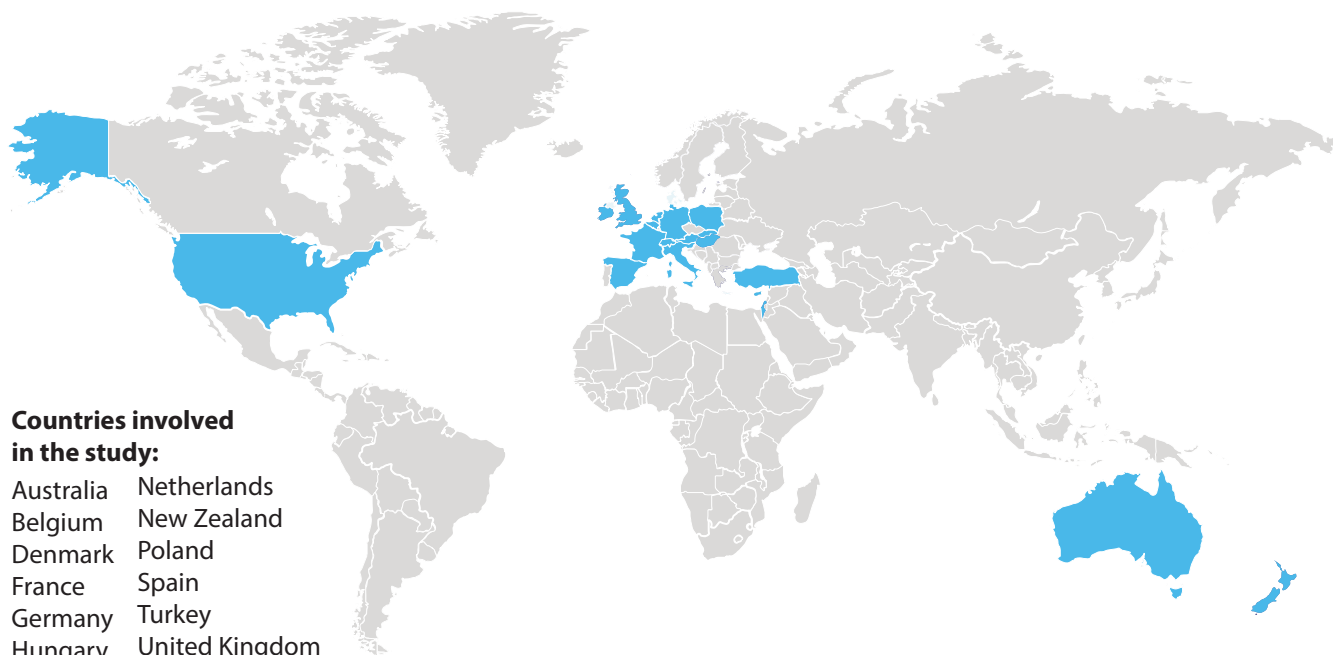 Countries involved
in the study:
Australia
Belgium
Denmark
France
Germany
Hungary
Netherlands
New Zealand
Poland
Spain
Turkey
United Kingdom